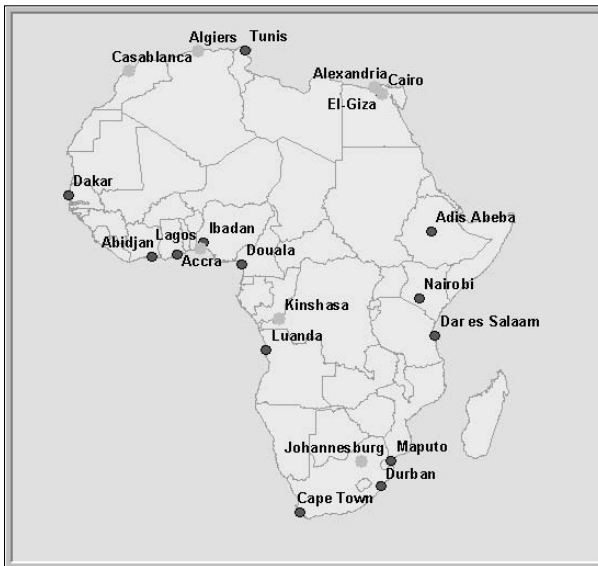 Algiers Tunis
Casablanca
Alexandria
Cairo
El-Giza
Dakar
Adis Abeba
Lagos Ibadan
Abidjan
Douala
Accra
Nairobi
Kinshasa
Dar es Salaam
Luanda
Johannesburg Maputo
Durban
Cape Town